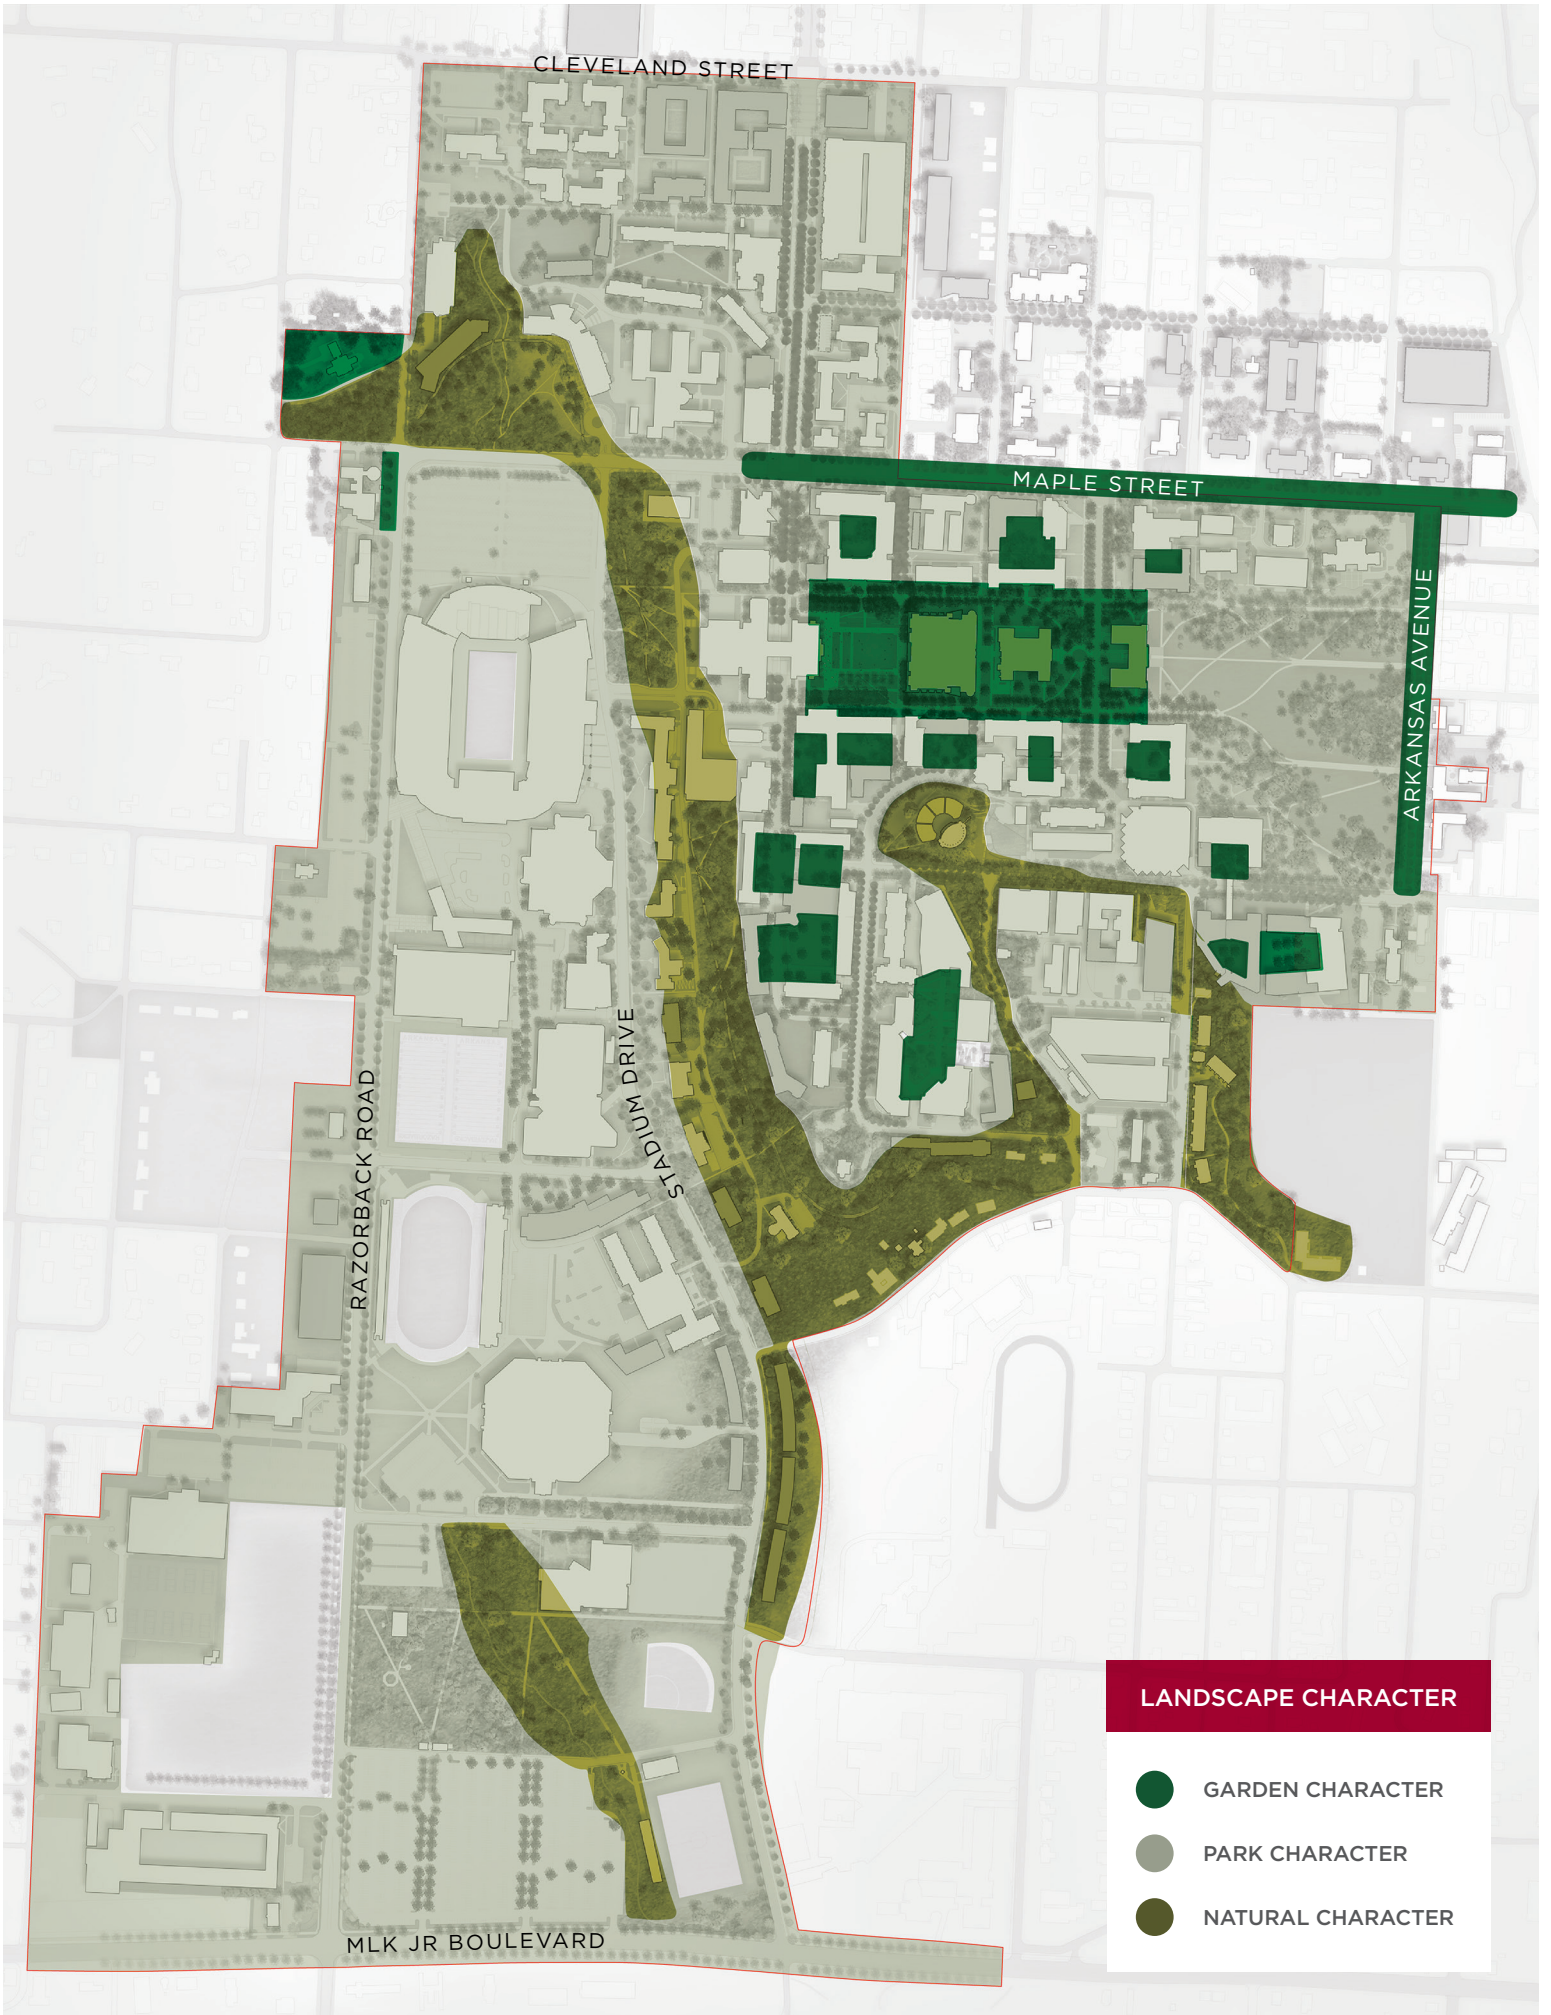 CLEVELAND STREET
MAPLE STREET
ARKANSAS AVENUE
STADIUM DRIVE
RAZORBACK ROAD
MLK JR BOULEVARD
LANDSCAPE CHARACTER
GARDEN CHARACTER
PARK CHARACTER
NATURAL CHARACTER